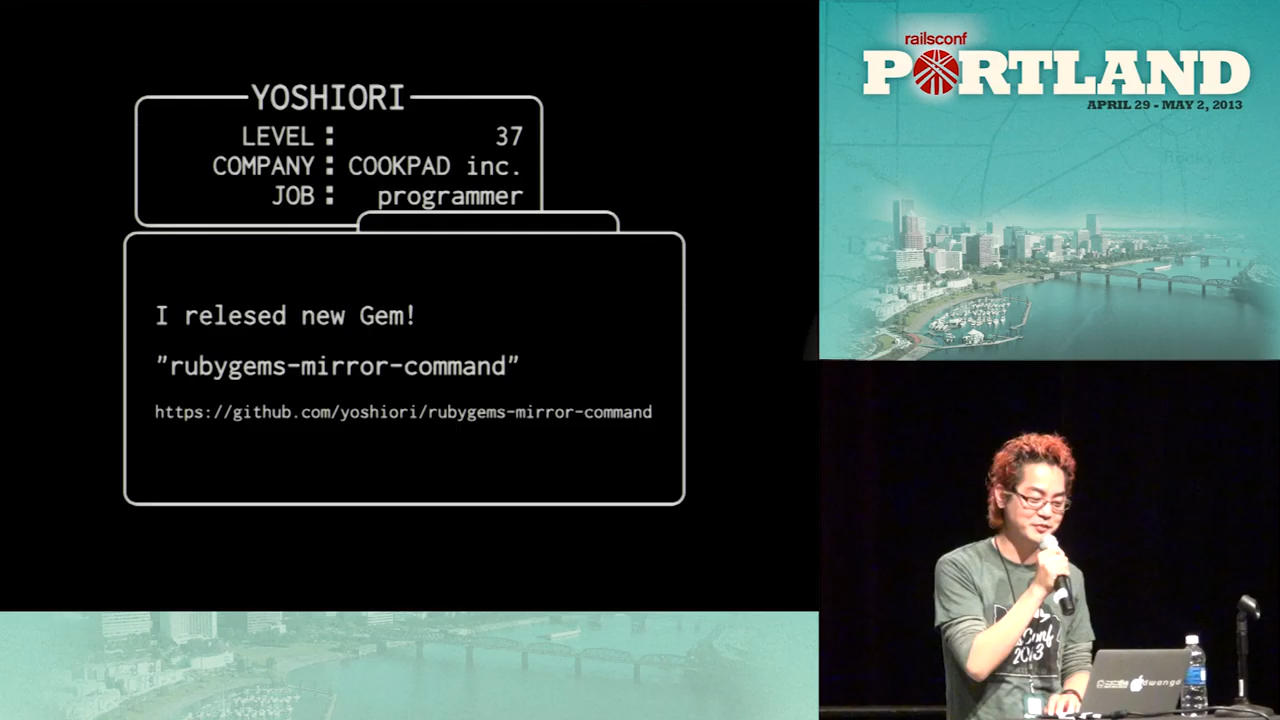 YOSHIORI
LEVEL: 37
COMPANY: COOKPAD inc.
JOB: programmer
I relesed new Gem!
"rubygems-mirror-command"
https://github.com/yoshiori/rubygems-mirror-command
railsconf
PORTLAND
APRIL 29 - MAY 2, 2013
2013